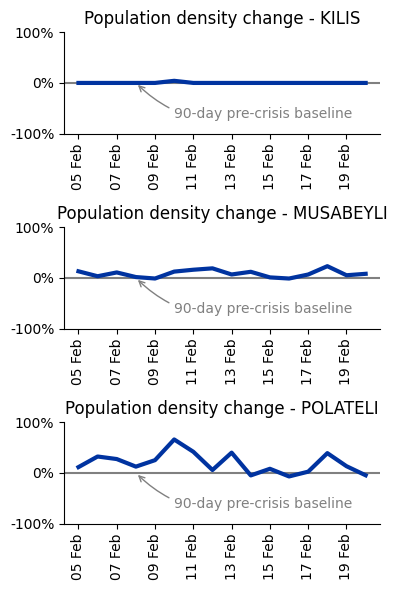 Population density change - KILIS
100%
0%
90-day pre-crisis baseline
-100%
05 Feb
07 Feb
09 Feb
11 Feb
13 Feb
15 Feb
17 Feb
19 Feb
Population density change - MUSABEYLI
100%
0%
90-day pre-crisis baseline
-100%
05 Feb
07 Feb
09 Feb
11 Feb
13 Feb
15 Feb
17 Feb
19 Feb
Population density change - POLATELI
100%
0%
90-day pre-crisis baseline
-100%
05 Feb
07 Feb
09 Feb
11 Feb
13 Feb
15 Feb
17 Feb
19 Feb